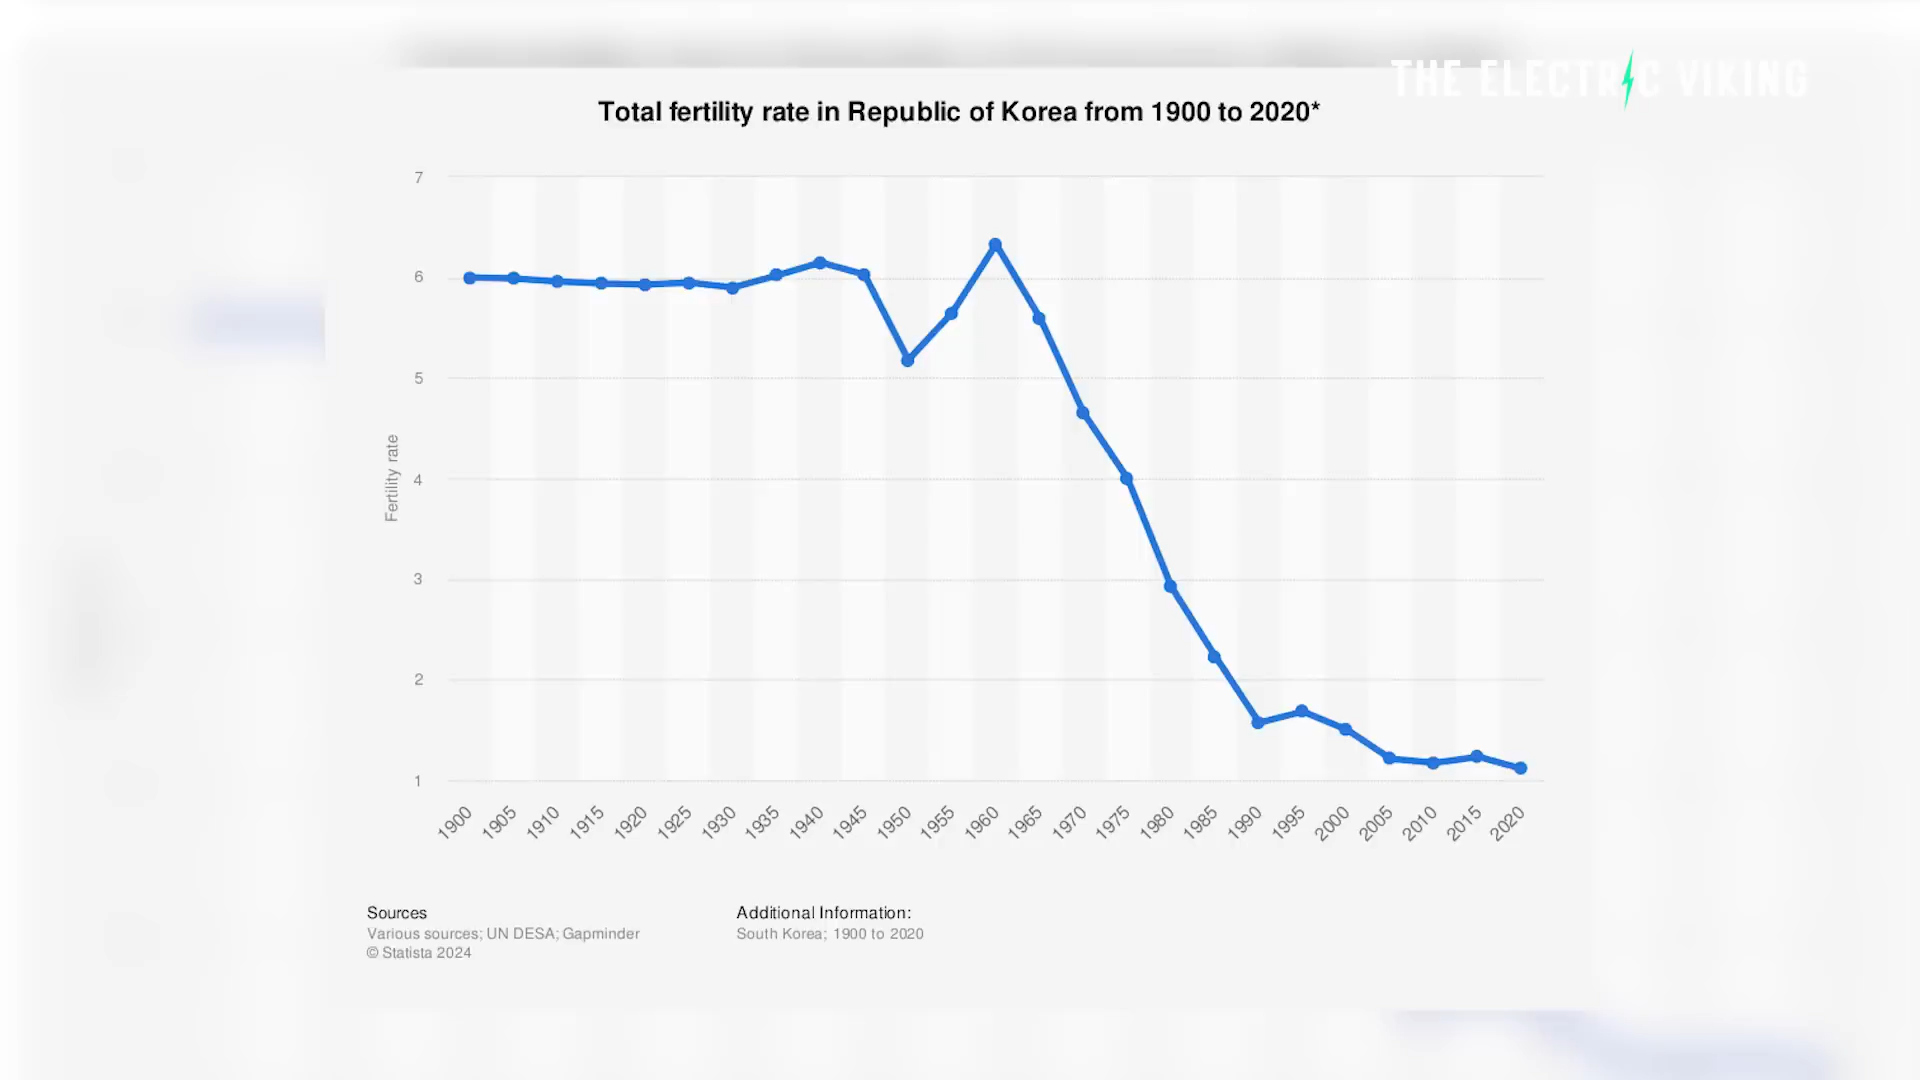 THE ELECTRIC VIKING
Total fertility rate in Republic of Korea from 1900 to 2020*
7
6
5
4
3
2
1
Fertility rate
1900 1905 1910 1915 1920 1925 1930 1935 1940 1945 1950 1955 1960 1965 1970 1975 1980 1985 1990 1995 2000 2005 2010 2015 2020
Sources
Various sources; UN DESA; Gapminder
© Statista 2024
Additional Information:
South Korea; 1900 to 2020